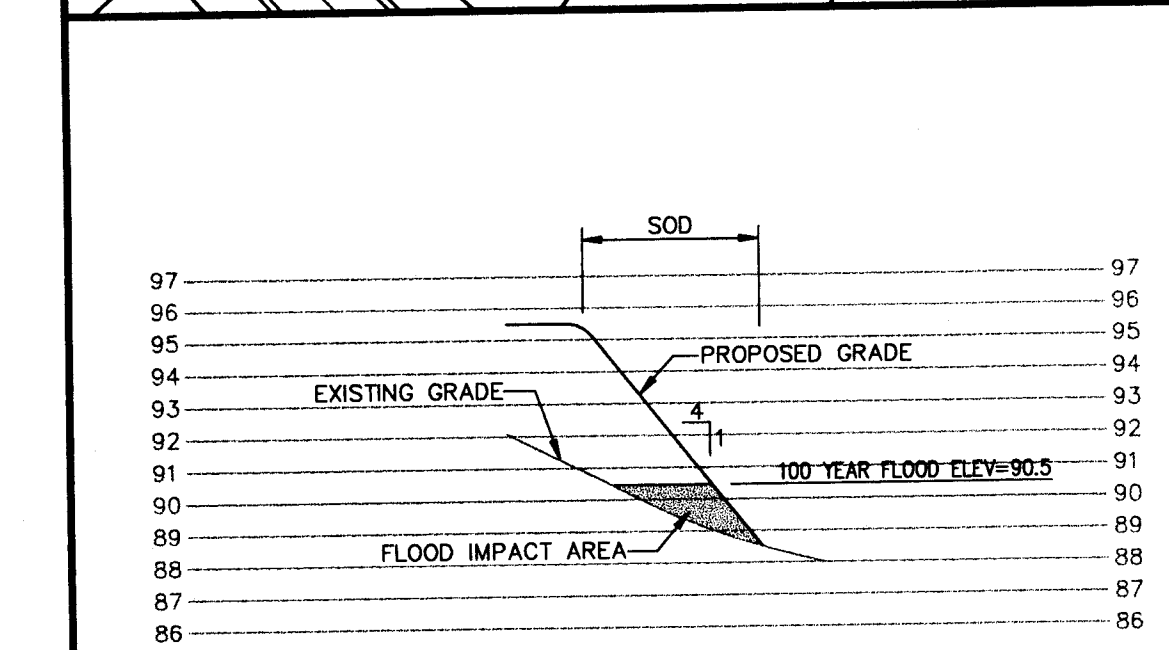 SOD
97 97
96 96
95 95
PROPOSED GRADE
94 94
EXISTING GRADE
93 93
4
1
92 92
91 91
100 YEAR FLOOD ELEV=90.5
90 90
89 89
FLOOD IMPACT AREA
88 88
87 87
86 86